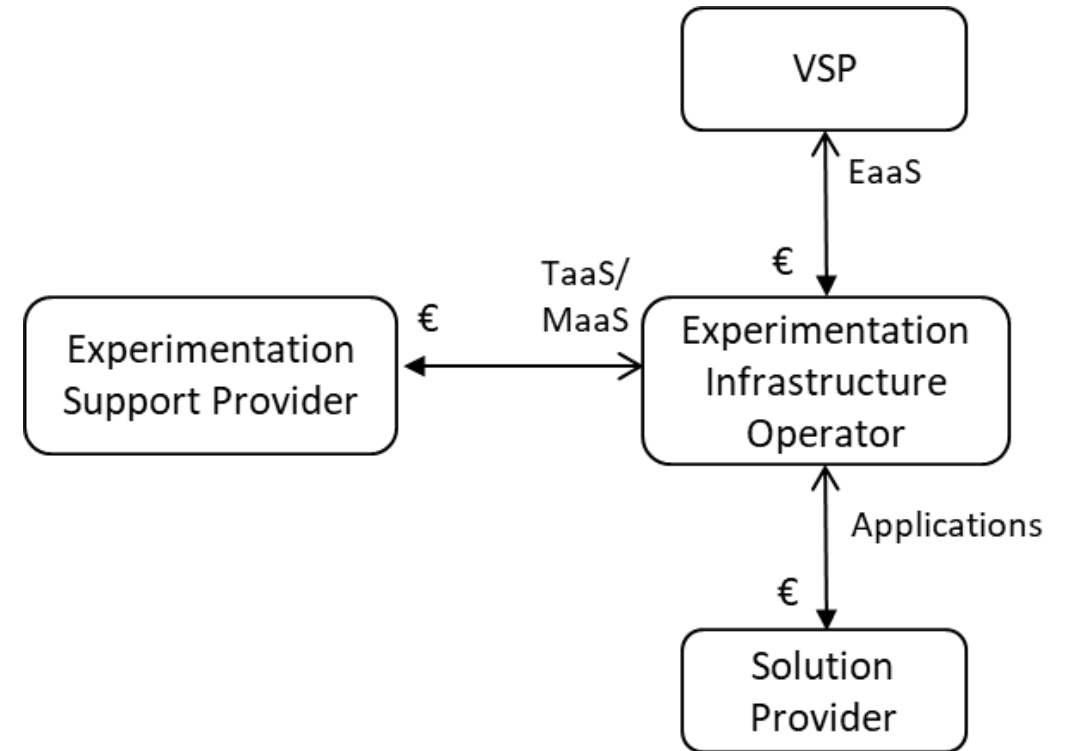 VSP
EaaS
€
TaaS/
MaaS
€
Experimentation
Support Provider
Experimentation
Infrastructure
Operator
Applications
€
Solution
Provider